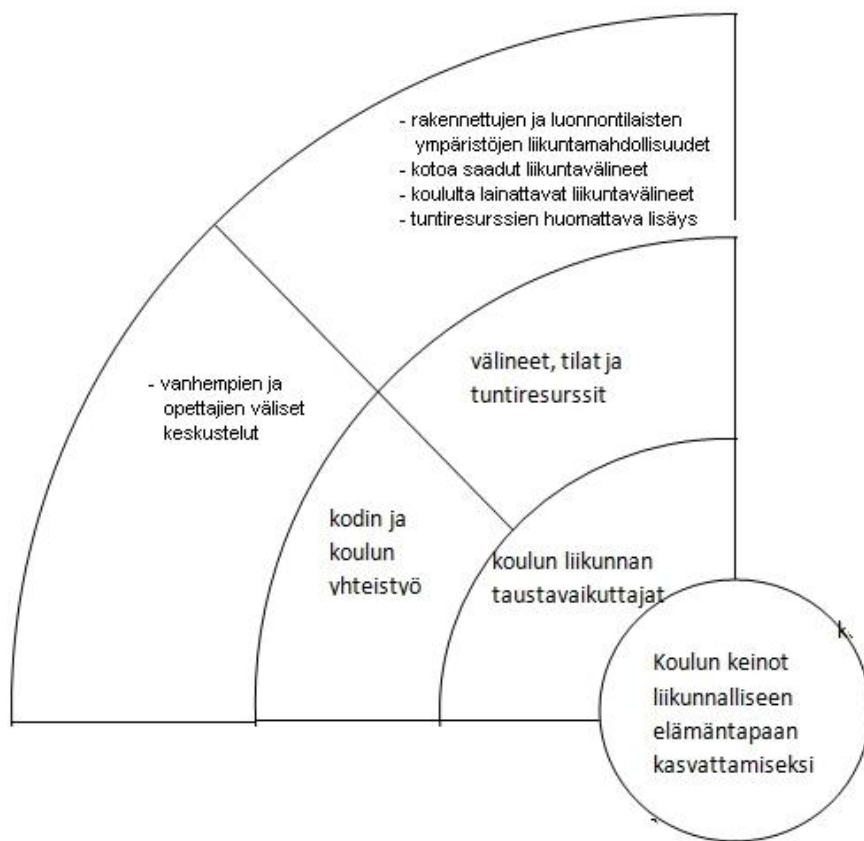 - rakennettujen ja luonnontilaisten
ympäristöjen liikuntamahdollisuudet
- kotoa saadut liikuntavälineet
- koululta lainattavat liikuntavälineet
- tuntiresurssien huomattava lisäys
välineet, tilat ja
tuntiresurssit
- vanhempien ja
opettajien väliset
keskustelut
kodin ja
koulun
yhteistyö
koulun liikunnan
taustavaikuttajat
Koulun keinot
liikunnalliseen
elämäntapaan
kasvattamiseksi